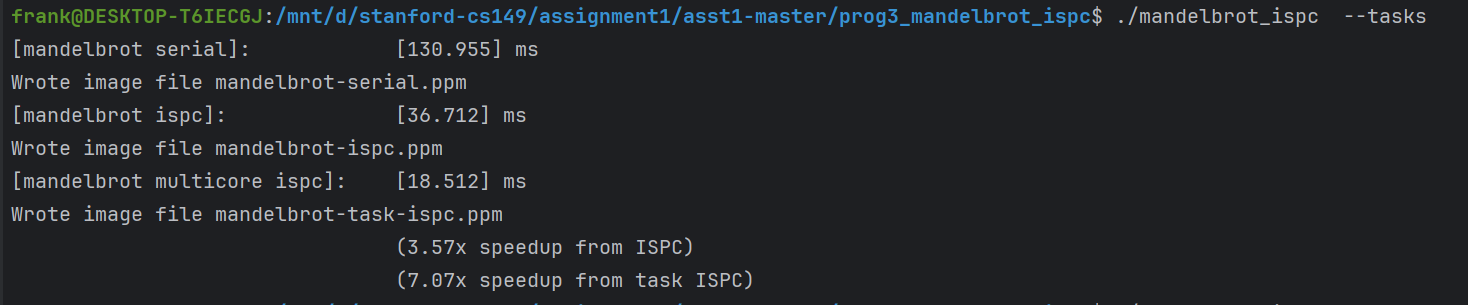 frank@DESKTOP-T6IECGJ:/mnt/d/stanford-cs149/assignment1/asst1-master/prog3_mandelbrot_ispc$ ./mandelbrot_ispc  --tasks
[mandelbrot serial]:            [130.955] ms
Wrote image file mandelbrot-serial.ppm
[mandelbrot ispc]:              [36.712] ms
Wrote image file mandelbrot-ispc.ppm
[mandelbrot multicore ispc]:    [18.512] ms
Wrote image file mandelbrot-task-ispc.ppm
                                (3.57x speedup from ISPC)
                                (7.07x speedup from task ISPC)